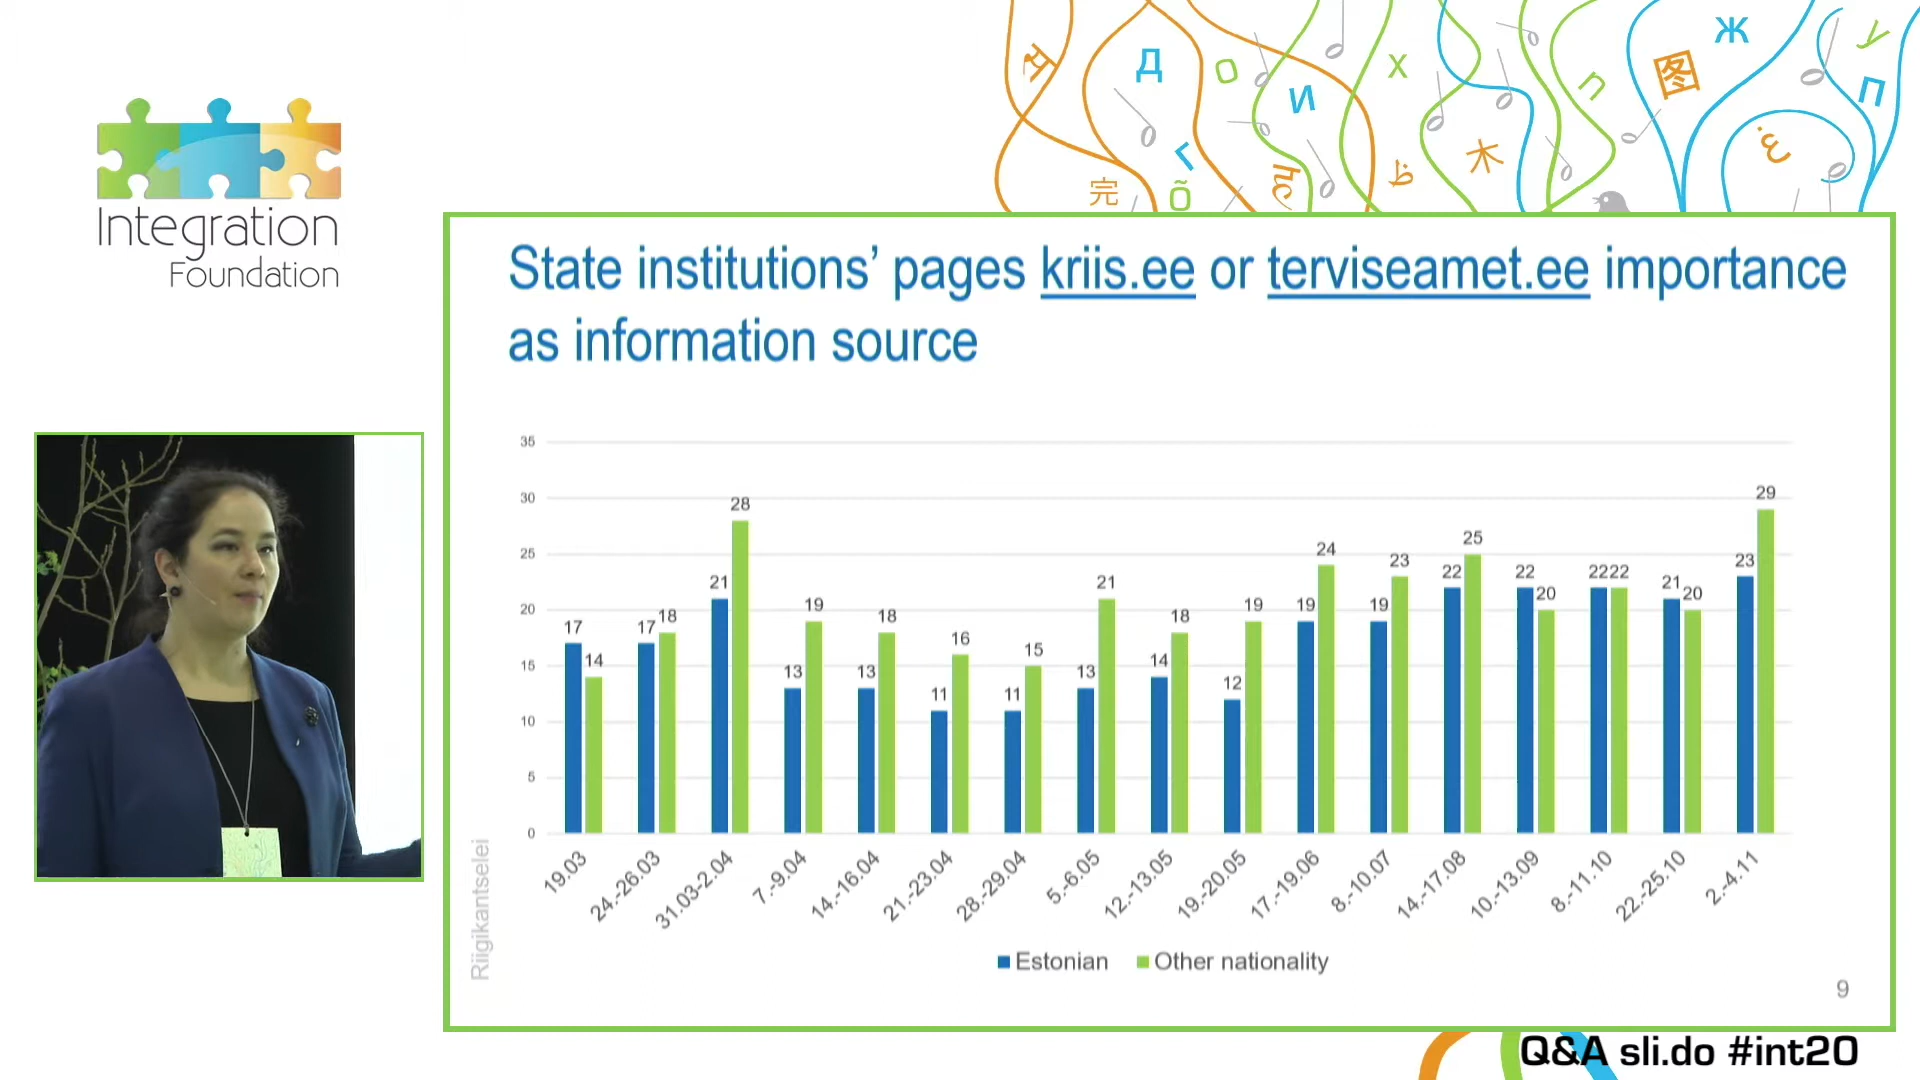 Integration
Foundation
State institutions’ pages kriis.ee or terviseamet.ee importance
as information source
35
30
25
20
15
10
5
0
17 14
17 18
21 28
13 19
13 18
11 16
11 15
13 21
14 18
12 19
19 24
19 23
22 25
22 20
22 22
21 20
23 29
19.03
24.-26.03
31.03-2.04
7.-9.04
14.-16.04
21.-23.04
28.-29.04
5.-6.05
12.-13.05
19.-20.05
17.-19.06
8.-10.07
14.-17.08
10.-13.09
8.-11.10
22.-25.10
2.-4.11
Estonian Other nationality
Riigikantselei
9
Q&A sli.do #int20
Д
О
И
Х
Ж
У
П
图
木
完
Õ